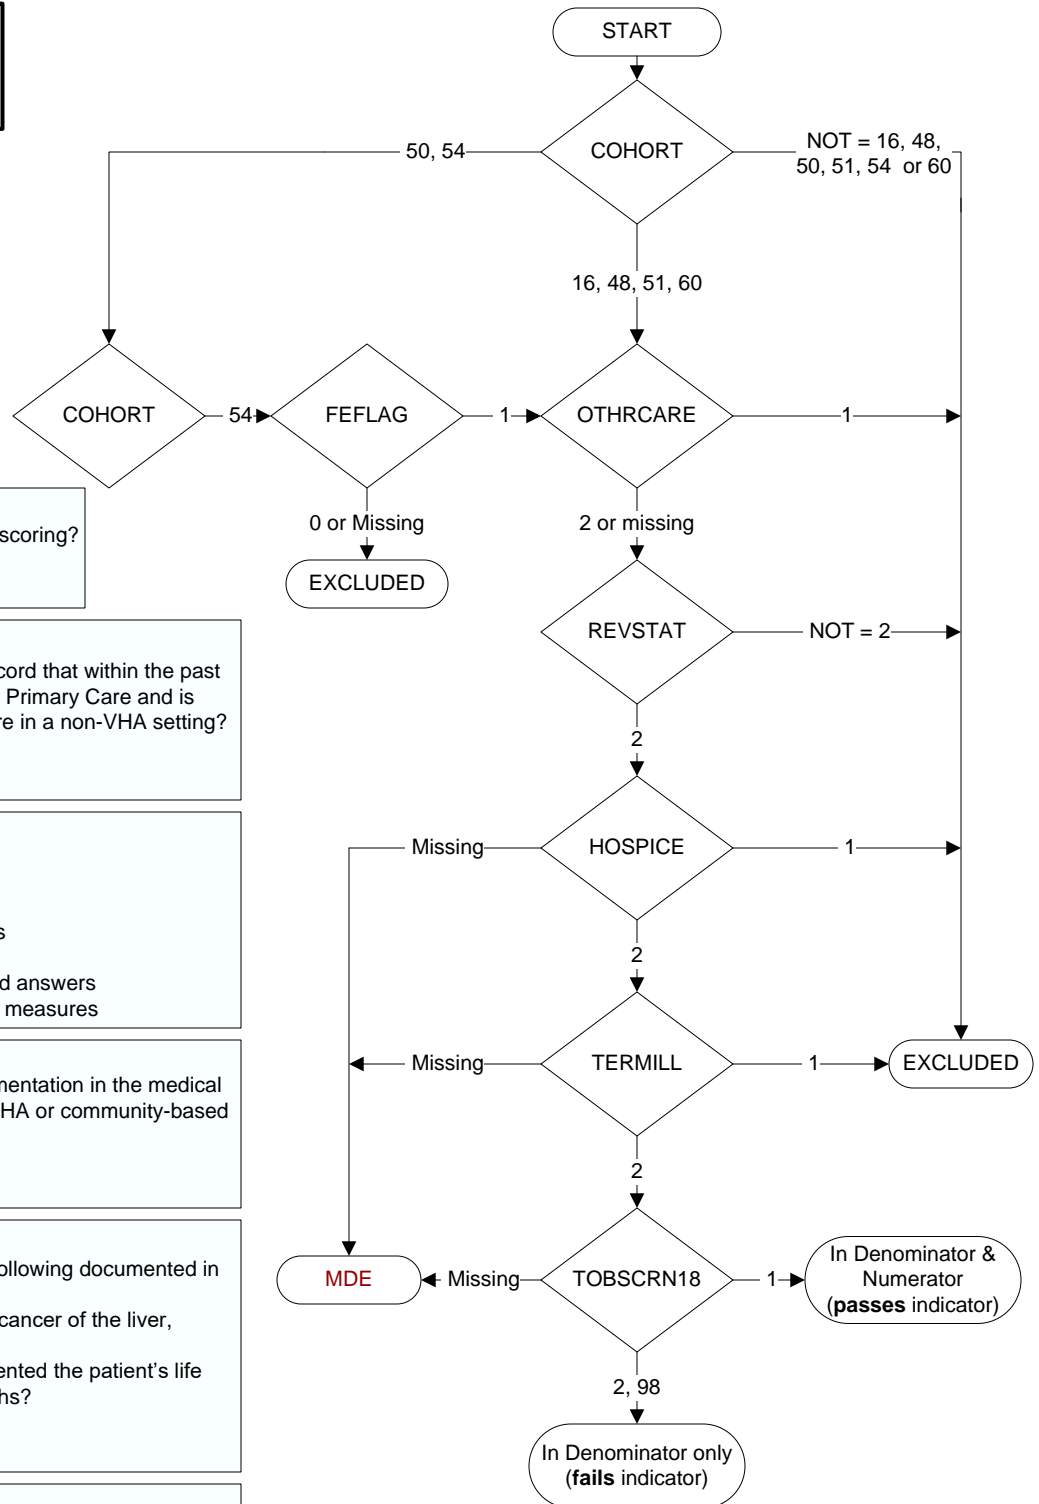 START
COHORT
50, 54
NOT = 16, 48,
50, 51, 54  or 60
16, 48, 51, 60
COHORT
54
FEFLAG
1
OTHRCARE
1
0 or Missing
EXCLUDED
2 or missing
scoring?
REVSTAT
NOT = 2
cord that within the past
Primary Care and is
re in a non-VHA setting?
2
HOSPICE
Missing
1
s
d answers
measures
2
TERMILL
Missing
1
EXCLUDED
mentation in the medical
HA or community-based
2
TOBSCRN18
Missing
MDE
1
In Denominator &
Numerator
(passes indicator)
ollowing documented in
cancer of the liver,
ented the patient's life
hs?
2, 98
In Denominator only
(fails indicator)